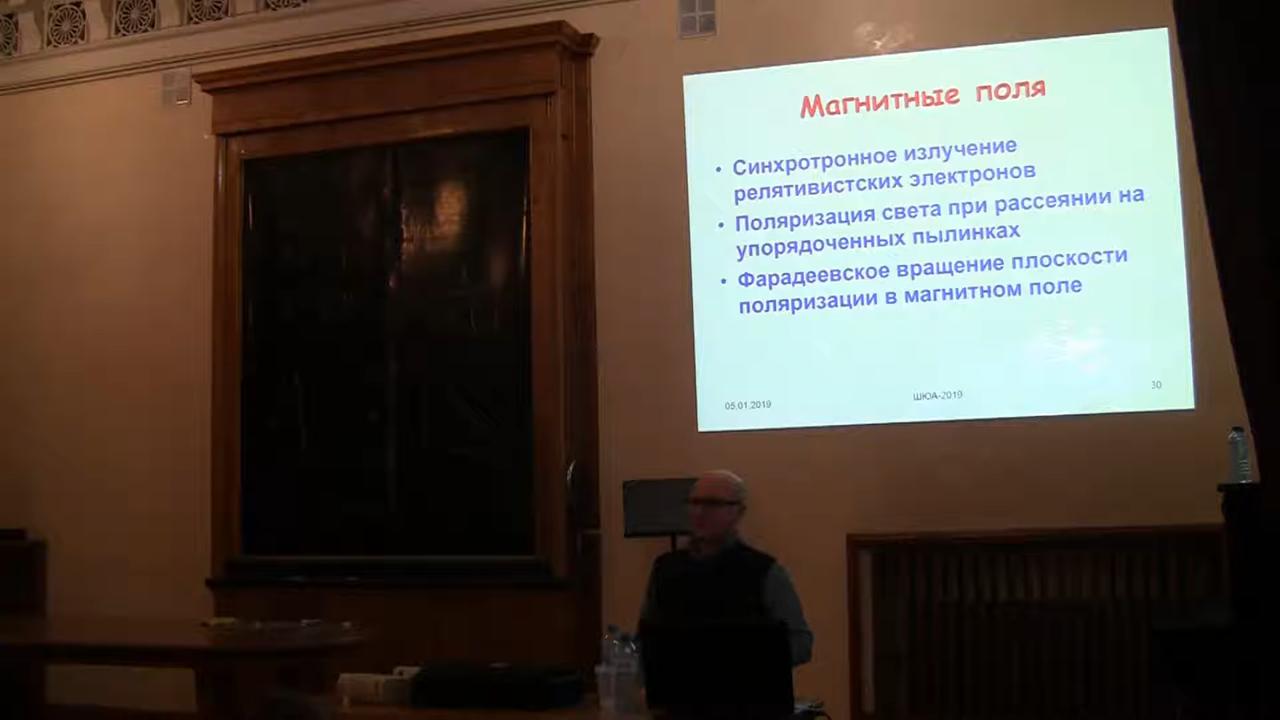 Магнитные поля
• Синхротронное излучение
релятивистских электронов
• Поляризация света при рассеянии на
упорядоченных пылинках
• Фарадеевское вращение плоскости
поляризации в магнитном поле
05.01.2019
ШЮА-2019
30